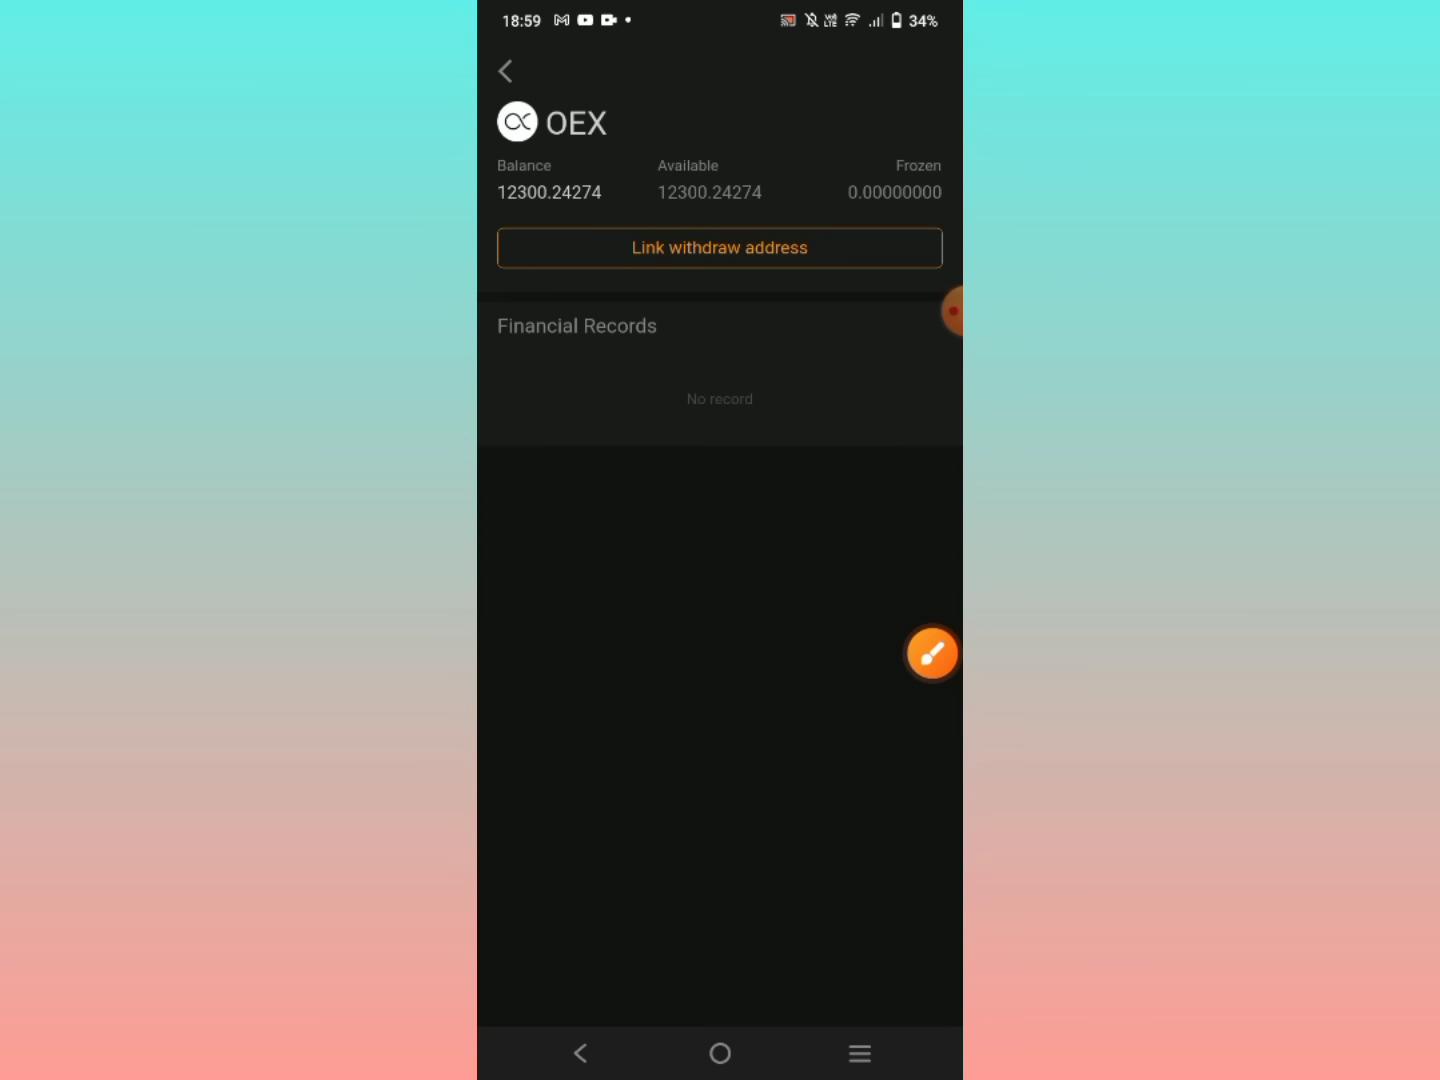 18:59 34%
OEX
Balance Available Frozen
12300.24274 12300.24274 0.00000000
Link withdraw address
Financial Records
No record